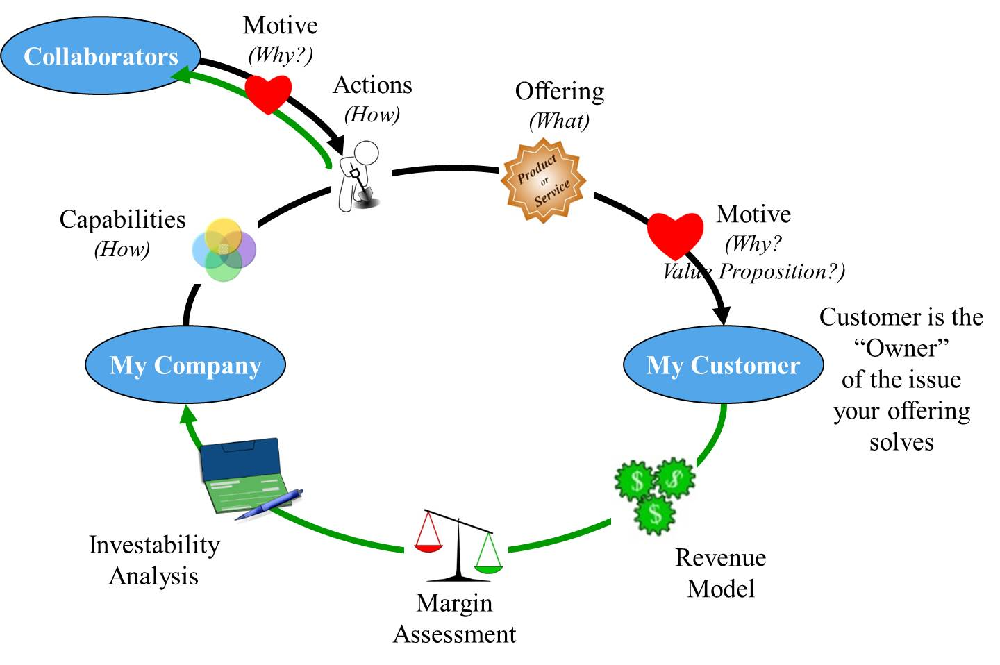 Motive
(Why?)
Collaborators
Actions
(How)
Offering
(What)
Product
or
Service
Capabilities
(How)
Motive
(Why?
Value Proposition?)
My Company
My Customer
Customer is the
“Owner”
of the issue
your offering
solves
$
$
$
Investability
Analysis
Revenue
Model
Margin
Assessment